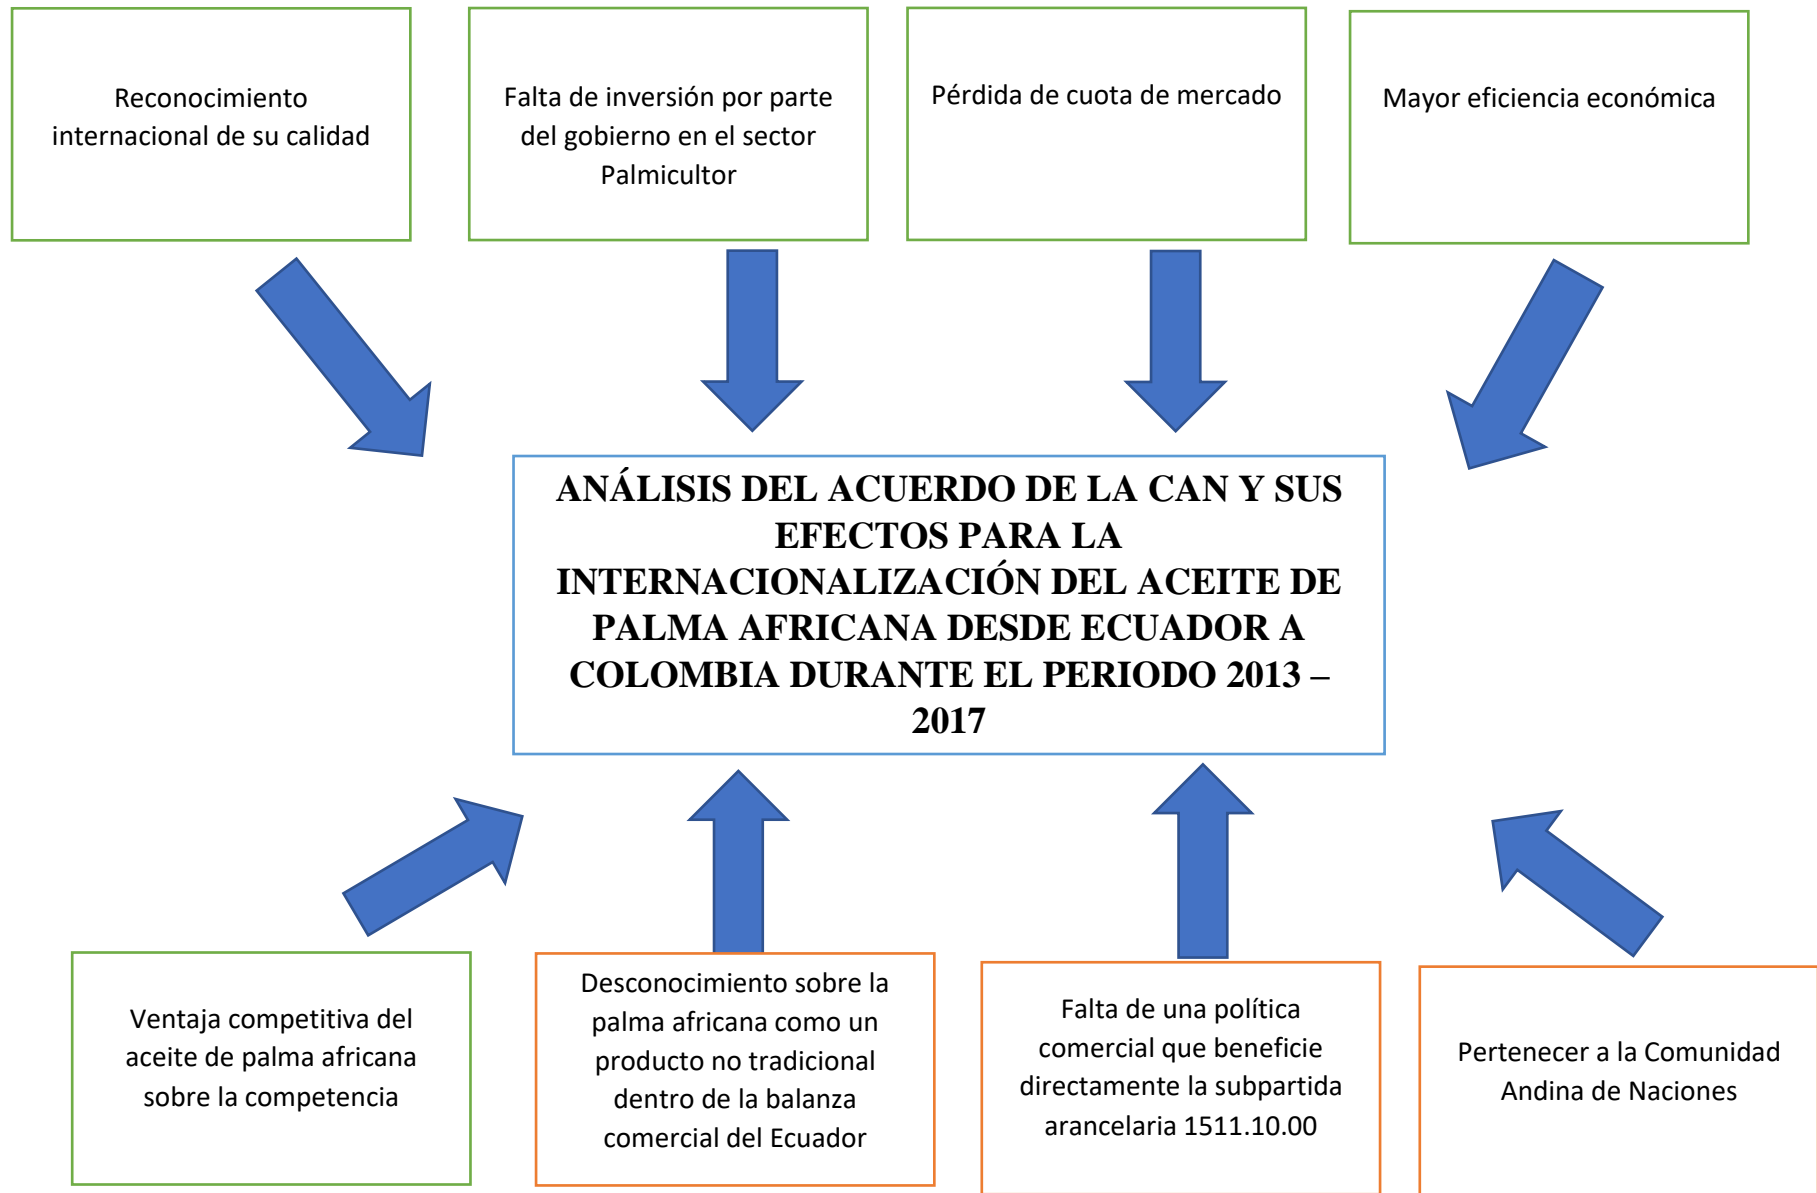 Reconocimiento
internacional de su calidad
Falta de inversión por parte
del gobierno en el sector
Palmicultor
Pérdida de cuota de mercado
Mayor eficiencia económica
ANÁLISIS DEL ACUERDO DE LA CAN Y SUS
EFECTOS PARA LA
INTERNACIONALIZACIÓN DEL ACEITE DE
PALMA AFRICANA DESDE ECUADOR A
COLOMBIA DURANTE EL PERIODO 2013 –
2017
Ventaja competitiva del
aceite de palma africana
sobre la competencia
Desconocimiento sobre la
palma africana como un
producto no tradicional
dentro de la balanza
comercial del Ecuador
Falta de una política
comercial que beneficie
directamente la subpartida
arancelaria 1511.10.00
Pertenecer a la Comunidad
Andina de Naciones